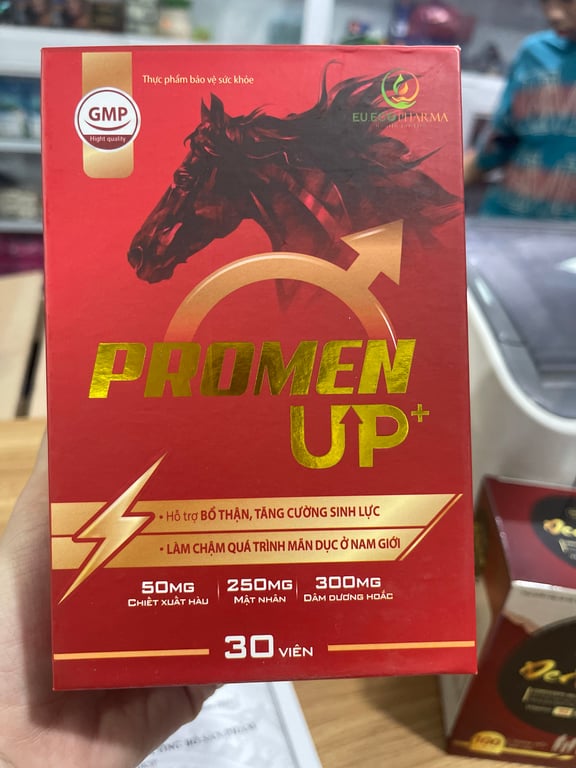 Thực phẩm bảo vệ sức khỏe
GMP
Hight quality
EU.ECOPHARMA
PROMEN
UP+
• Hỗ trợ BỔ THẬN, TĂNG CƯỜNG SINH LỰC
• LÀM CHẬM QUÁ TRÌNH MÃN DỤC Ở NAM GIỚI
50MG
CHIẾT XUẤT HÀU
250MG
MẬT NHÂN
300MG
DÂM DƯƠNG HOẮC
30 VIÊN